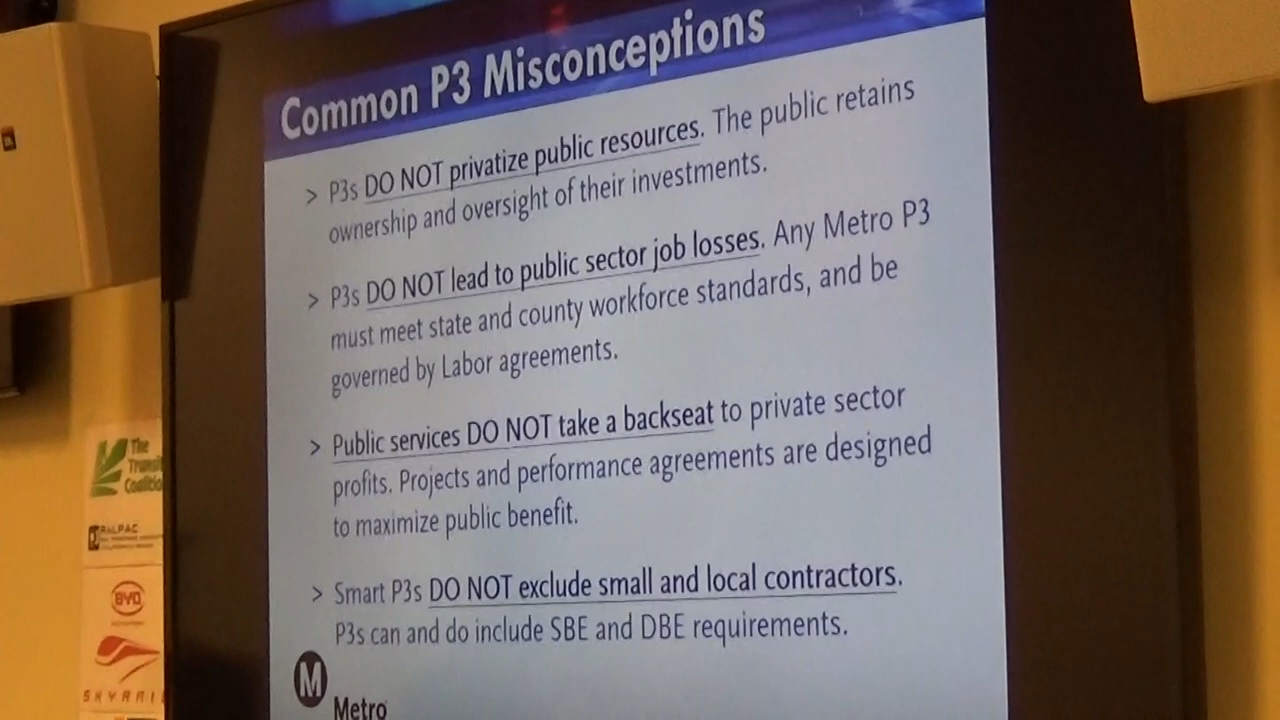 Common P3 Misconceptions
> P3s DO NOT privatize public resources. The public retains
ownership and oversight of their investments.
> P3s DO NOT lead to public sector job losses. Any Metro P3
must meet state and county workforce standards, and be
governed by Labor agreements.
> Public services DO NOT take a backseat to private sector
profits. Projects and performance agreements are designed
to maximize public benefit.
> Smart P3s DO NOT exclude small and local contractors.
P3s can and do include SBE and DBE requirements.
M
Metro
The
BYD